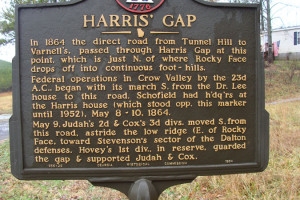 1776
HARRIS' GAP
In 1864 the direct road from Tunnel Hill to
Varnell's, passed through Harris Gap at this
point, which is just N. of where Rocky Face
drops off into continuous foot-hills.
Federal operations in Crow Valley by the 23d
A.C., began with its march S. from the Dr. Lee
house to this road. Schofield had h'dq'rs at
the Harris house (which stood opp. this marker
until 1952), May 8-10, 1864.
May 9, Judah's 2d & Cox's 3d divs. moved S. from
this road, astride the low ridge (E. of Rocky
Face, toward Stevenson's sector of the Dalton
defenses. Hovey's 1st div., in reserve, guarded
the gap & supported Judah & Cox.
GEORGIA HISTORICAL COMMISSION